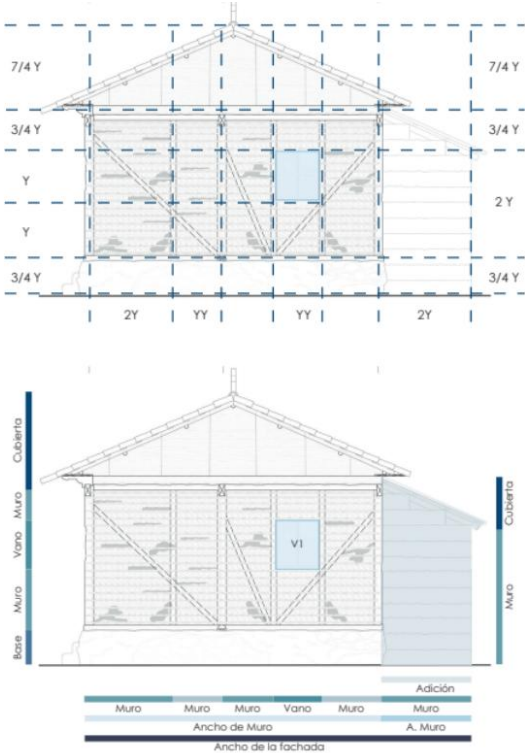 7/4 Y 7/4 Y
3/4 Y 3/4 Y
Y
2 Y
Y
3/4 Y 3/4 Y
2Y YY YY 2Y
Cubierta
Muro
Vano
Muro
Base
V1
Cubierta
Muro
Adición
Muro Muro Muro Vano Muro Muro
Ancho de Muro A. Muro
Ancho de la fachada